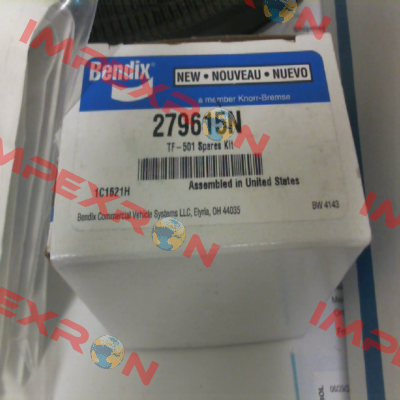 Bendix
NEW • NOUVEAU • NUEVO
a member Knorr-Bremse
279615N
TF-501 Spares Kit
1C1521H
Assembled in United States
Bendix Commercial Vehicle Systems LLC, Elyria, OH 44035
BW 4143
IMPEXRON
IMPEXRON
IMPEXRON
IMPEXRON